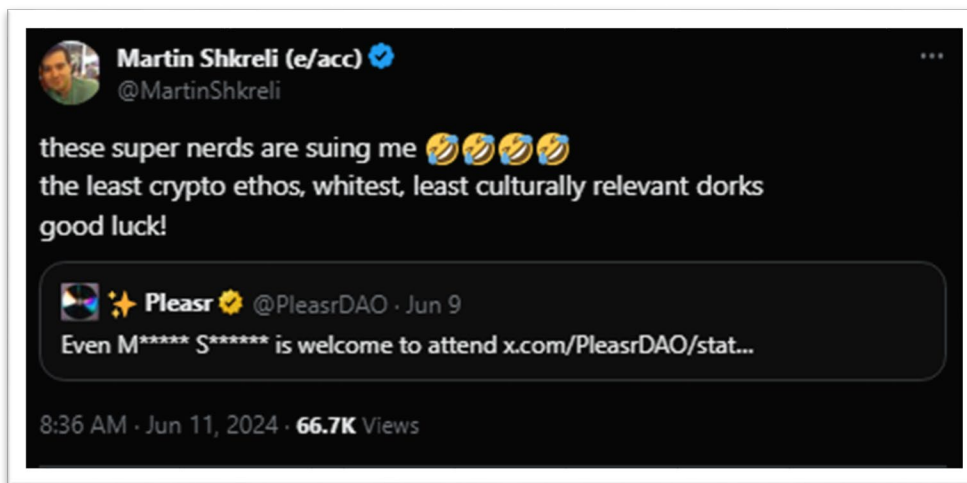 Martin Shkreli (e/acc)
@MartinShkreli
these super nerds are suing me 🤣🤣🤣🤣
the least crypto ethos, whitest, least culturally relevant dorks
good luck!
✨ Pleasr @PleasrDAO · Jun 9
Even M***** S****** is welcome to attend x.com/PleasrDAO/stat...
8:36 AM · Jun 11, 2024 · 66.7K Views